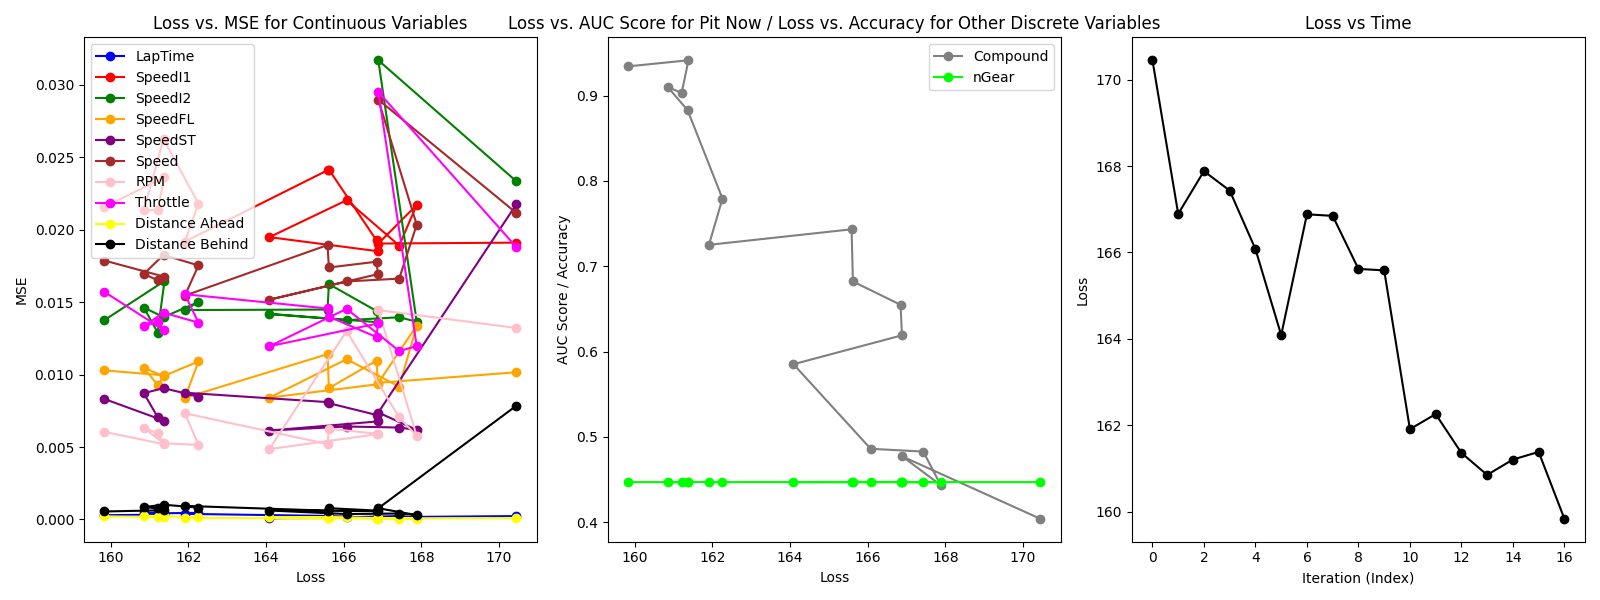 Loss vs. MSE for Continuous Variables
MSE
0.030
0.025
0.020
0.015
0.010
0.005
0.000
LapTime
SpeedI1
SpeedI2
SpeedFL
SpeedST
Speed
RPM
Throttle
Distance Ahead
Distance Behind
160 162 164 166 168 170
Loss
Loss vs. AUC Score for Pit Now / Loss vs. Accuracy for Other Discrete Variables
AUC Score / Accuracy
0.9
0.8
0.7
0.6
0.5
0.4
Compound
nGear
160 162 164 166 168 170
Loss
Loss vs Time
Loss
170
168
166
164
162
160
0 2 4 6 8 10 12 14 16
Iteration (Index)